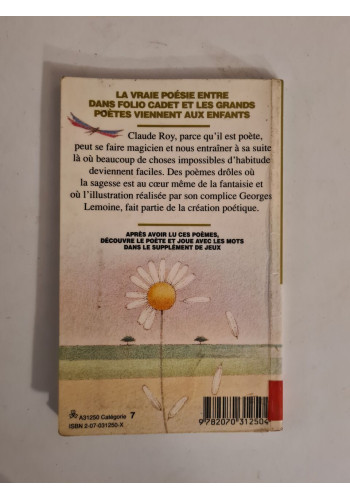 LA VRAIE POÉSIE ENTRE
DANS FOLIO CADET ET LES GRANDS
POÈTES VIENNENT AUX ENFANTS
Claude Roy, parce qu'il est poète,
peut se faire magicien et nous entraîner à sa suite
là où beaucoup de choses impossibles d'habitude
deviennent faciles. Des poèmes drôles où
la sagesse est au cœur même de la fantaisie et
où l'illustration réalisée par son complice Georges
Lemoine, fait partie de la création poétique.
APRÈS AVOIR LU CES POÈMES,
DÉCOUVRE LE POÈTE ET JOUE AVEC LES MOTS
DANS LE SUPPLÉMENT DE JEUX
A31250 Catégorie 7
ISBN 2-07-031250-X
9 782070 312504